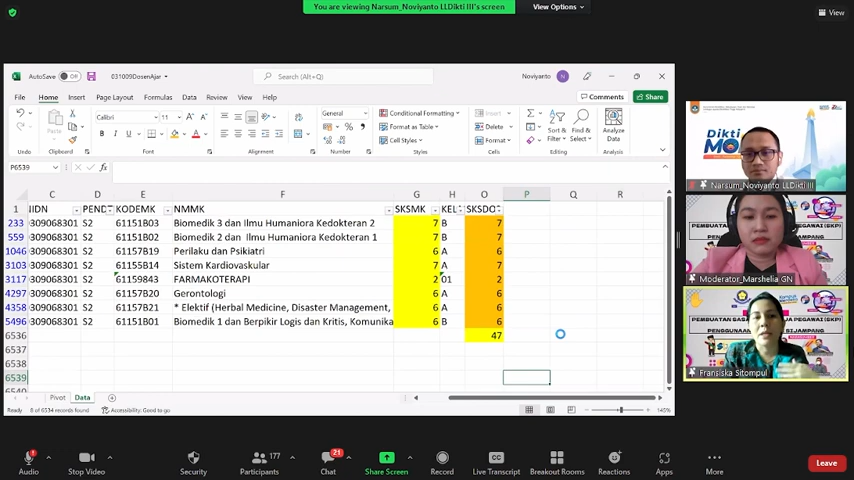 You are viewing Narsum_Noviyanto LLDikti III's screen
View Options
View
AutoSave
Off
031009DosenAjar
Search (Alt+Q)
Noviyanto
N
File Home Insert Page Layout Formulas Data Review View Help
Comments
Share
Calibri
11
General
Conditional Formatting
Format as Table
Cell Styles
Insert
Delete
Format
Sort & Filter
Find & Select
Analyze Data
Undo
Clipboard
Font
Alignment
Number
Styles
Cells
Editing
Analysis
P6539
fx
C D E F G H O P Q R
1 IIDN PEND KODEMK NMMK SKSMK KEL SKSDO
233 309068301 S2 61151B03 Biomedik 3 dan Ilmu Humaniora Kedokteran 2 7 B 7
559 309068301 S2 61151B02 Biomedik 2 dan Ilmu Humaniora Kedokteran 1 7 B 7
1046 309068301 S2 61157B19 Perilaku dan Psikiatri 6 A 6
3103 309068301 S2 61157B14 Sistem Kardiovaskular 7 A 7
3117 309068301 S2 61159843 FARMAKOTERAPI 2 01 2
4297 309068301 S2 61157B20 Gerontologi 6 A 6
4358 309068301 S2 61157B21 * Elektif (Herbal Medicine, Disaster Management, 6 A 6
5496 309068301 S2 61151B01 Biomedik 1 dan Berpikir Logis dan Kritis, Komunika 6 B 6
6536 47
6537
6538
6539
6540
Pivot Data
Ready 8 of 6534 records found
Accessibility: Good to go
145%
Narsum_Noviyanto LLDikti III
Moderator_Marshelia GN
Fransiska Sitompul
Audio
Stop Video
Security
Participants
177
Chat
21
Share Screen
Record
Live Transcript
Breakout Rooms
Reactions
Apps
More
Leave